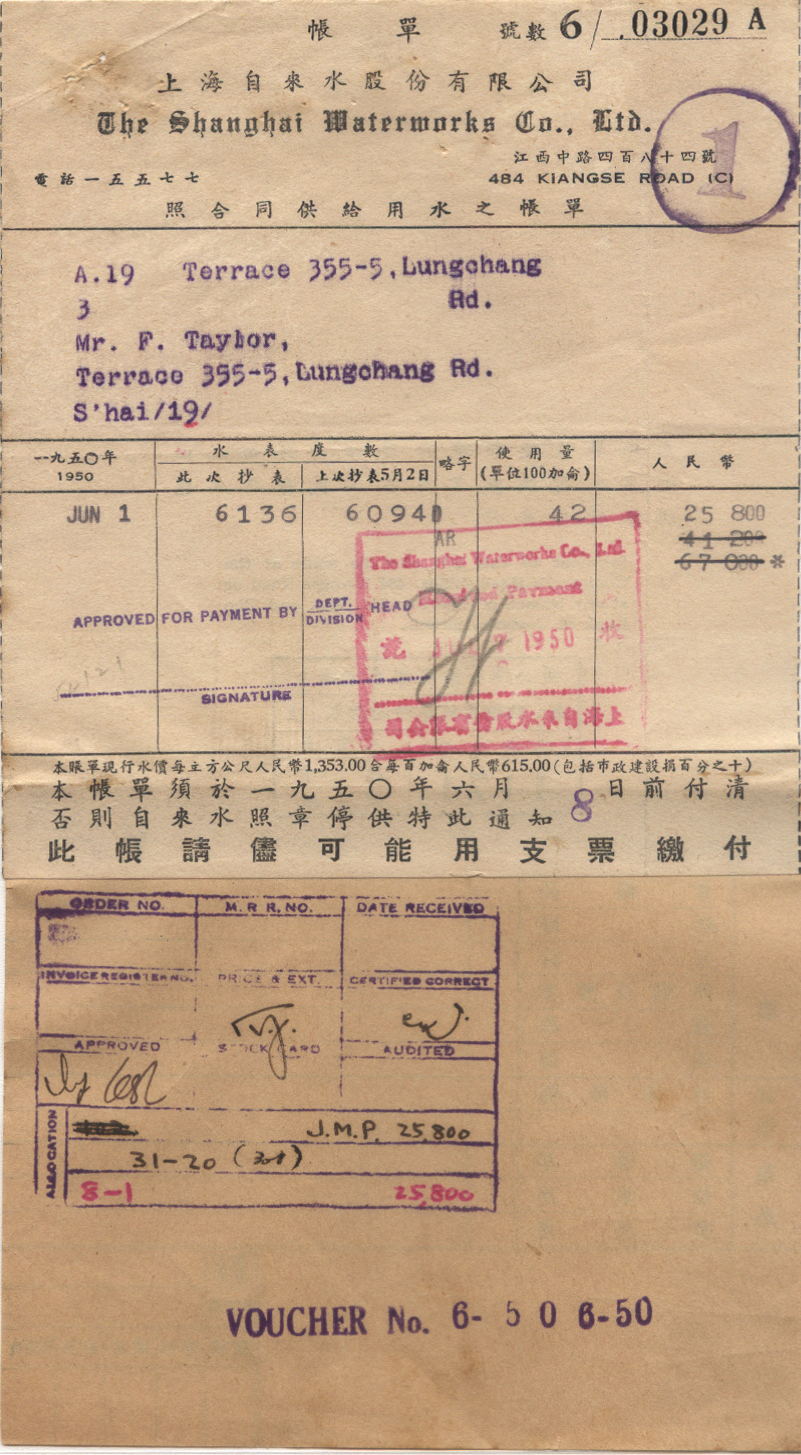 帳單 號數 6/ .03029 A
上海自來水股份有限公司
The Shanghai Waterworks Co., Ltd.
江西中路四百八十四號
電話一五五七七 484 KIANGSE ROAD (C)
照合同供給用水之帳單
1
A.19 Terrace 355-5, Lungchang
3 Rd.
Mr. F. Taylor,
Terrace 355-5, Lungchang Rd.
S'hai/19/
一九五〇年 水表度數 略字 使用量 人民幣
1950 此次抄表 上次抄表5月2日 (單位100加侖)
JUN 1 6136 6094 42 25 800
AR 41 200
67 000 *
The Shanghai Waterworks Co., Ltd.
Payment
APPROVED FOR PAYMENT BY DEPT. DIVISION HEAD
1950 收
SIGNATURE
上海自來水股份有限公司
本賬單現行水價每立方公尺人民幣1,353.00合每百加侖人民幣615.00(包括市政建設捐百分之十)
本帳單須於一九五〇年六月 8 日前付清
否則自來水照章停供特此通知
此帳請儘可能用支票繳付
ORDER NO. M. R. R. NO. DATE RECEIVED
INVOICE REGISTER NO. PRICE & EXT. CERTIFIED CORRECT
APPROVED STOCK CARD AUDITED
ALLOCATION
J.M.P. 25,800
31-20
8-1 25,800
VOUCHER No. 6- 5 0 6-50